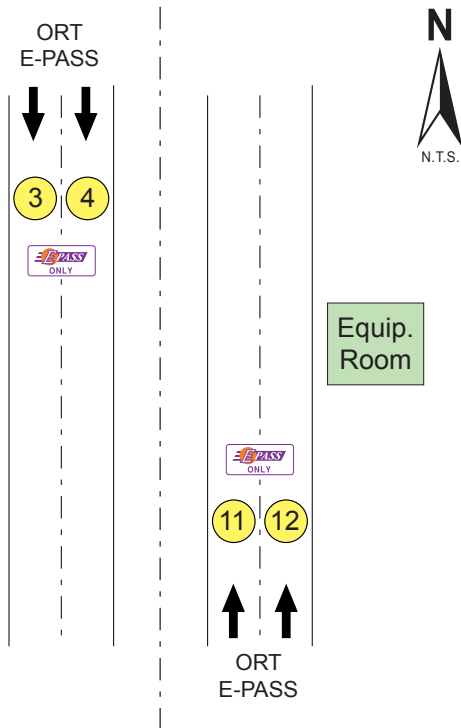 ORT
E-PASS
N
N.T.S.
3 4
E PASS
ONLY
Equip.
Room
E PASS
ONLY
11 12
ORT
E-PASS